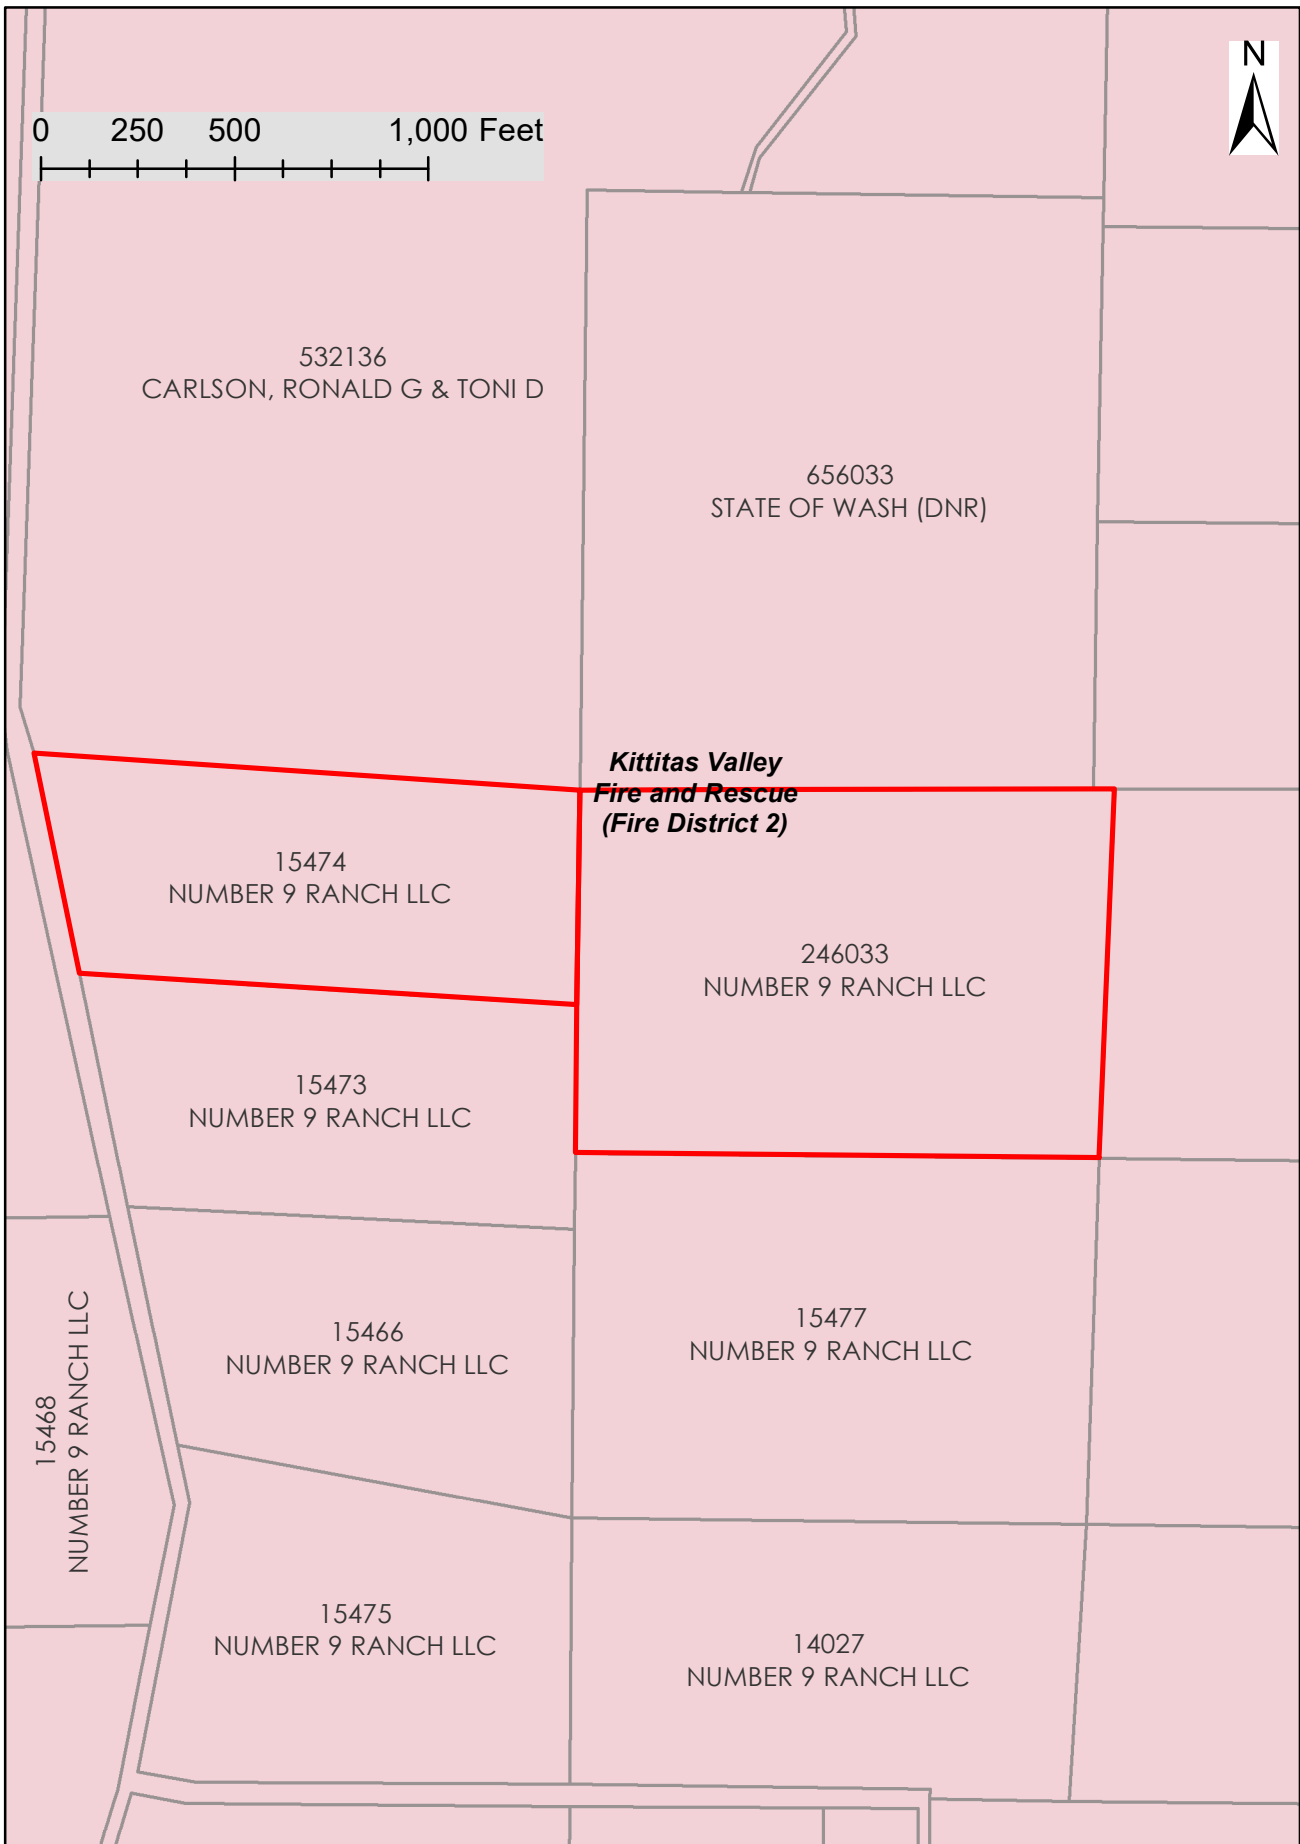 N
0 250 500 1,000 Feet
532136
CARLSON, RONALD G & TONI D
656033
STATE OF WASH (DNR)
Kittitas Valley
Fire and Rescue
(Fire District 2)
15474
NUMBER 9 RANCH LLC
246033
NUMBER 9 RANCH LLC
15473
NUMBER 9 RANCH LLC
15466
NUMBER 9 RANCH LLC
15477
NUMBER 9 RANCH LLC
15468
NUMBER 9 RANCH LLC
15475
NUMBER 9 RANCH LLC
14027
NUMBER 9 RANCH LLC